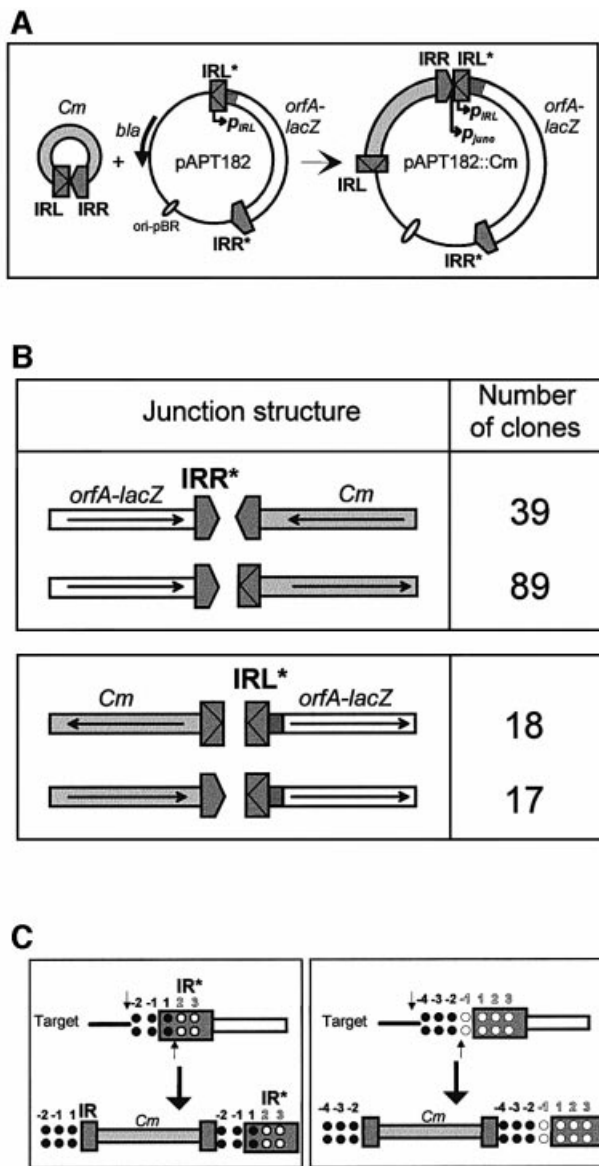 A
Cm
IRL IRR
+
IRL*
bla
pIRL
orfA-lacZ
pAPT182
ori-pBR
IRR*
IRR IRL*
pIRL
pjunc
orfA-lacZ
pAPT182::Cm
IRL
IRR*
B
Junction structure
Number of clones
IRR*
orfA-lacZ
Cm
39
89
IRL*
Cm
orfA-lacZ
18
17
C
IR*
-2 -1 1 2 3
Target
IR
IR*
-2 -1 1
Cm
-2 -1 1 2 3
-4 -3 -2 -1 1 2 3
Target
-4 -3 -2
Cm
-4 -3 -2 -1 1 2 3